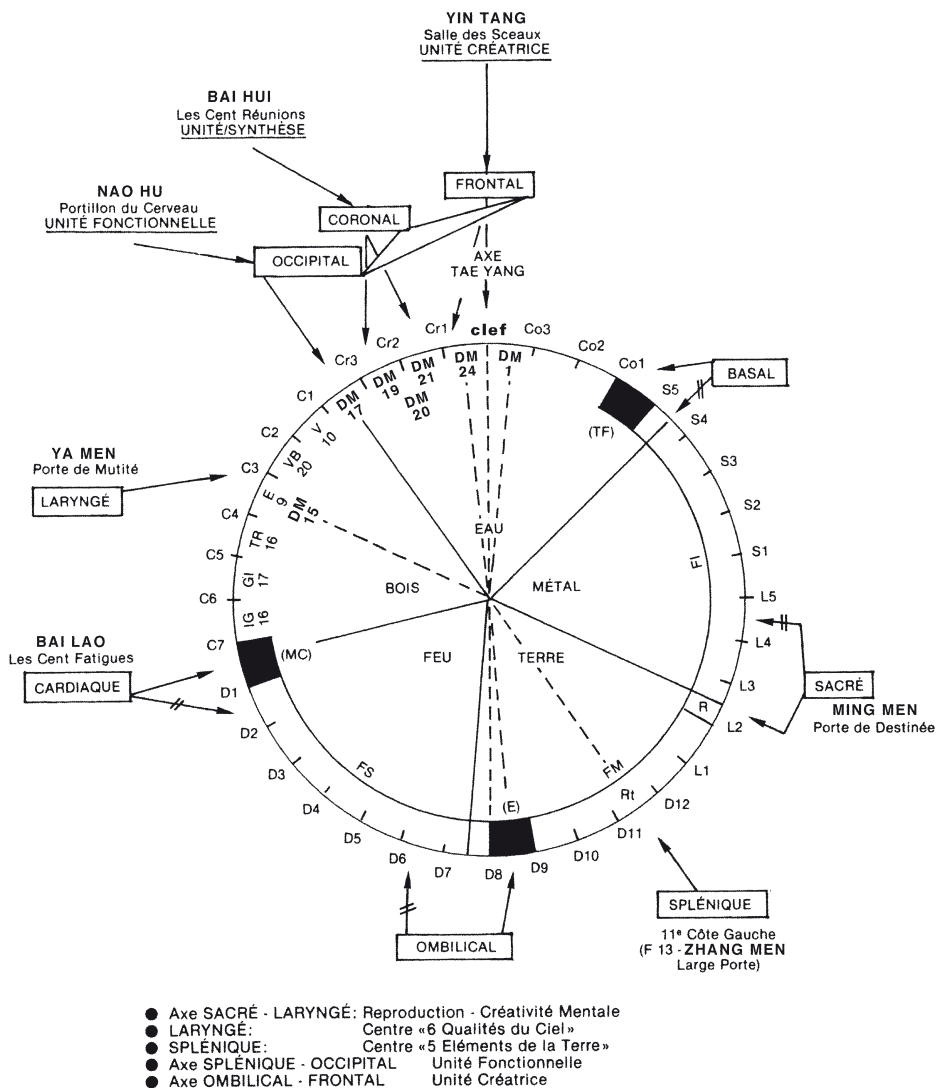 YIN TANG
Salle des Sceaux
UNITÉ CRÉATRICE
BAI HUI
Les Cent Réunions
UNITÉ/SYNTHÈSE
NAO HU
Portillon du Cerveau
UNITÉ FONCTIONNELLE
FRONTAL
CORONAL
OCCIPITAL
AXE
TAE YANG
clef
Cr1
Cr2
Cr3
C1
C2
C3
C4
C5
C6
C7
D1
D2
D3
D4
D5
D6
D7
D8
D9
D10
D11
D12
L1
L2
L3
L4
L5
S1
S2
S3
S4
S5
Co1
Co2
Co3
DM
1
DM
24
DM
21
DM
20
DM
19
DM
17
V
10
VB
20
E
9
DM
15
TR
16
GI
17
IG
16
(MC)
FS
(E)
FM
Rt
R
FI
(TF)
EAU
BOIS
MÉTAL
FEU
TERRE
BASAL
YA MEN
Porte de Mutité
LARYNGÉ
BAI LAO
Les Cent Fatigues
CARDIAQUE
SACRÉ
MING MEN
Porte de Destinée
SPLÉNIQUE
11e Côte Gauche
(F 13 - ZHANG MEN
Large Porte)
OMBILICAL
● Axe SACRÉ - LARYNGÉ: Reproduction - Créativité Mentale
● LARYNGÉ: Centre «6 Qualités du Ciel»
● SPLÉNIQUE: Centre «5 Eléments de la Terre»
● Axe SPLÉNIQUE - OCCIPITAL Unité Fonctionnelle
● Axe OMBILICAL - FRONTAL Unité Créatrice